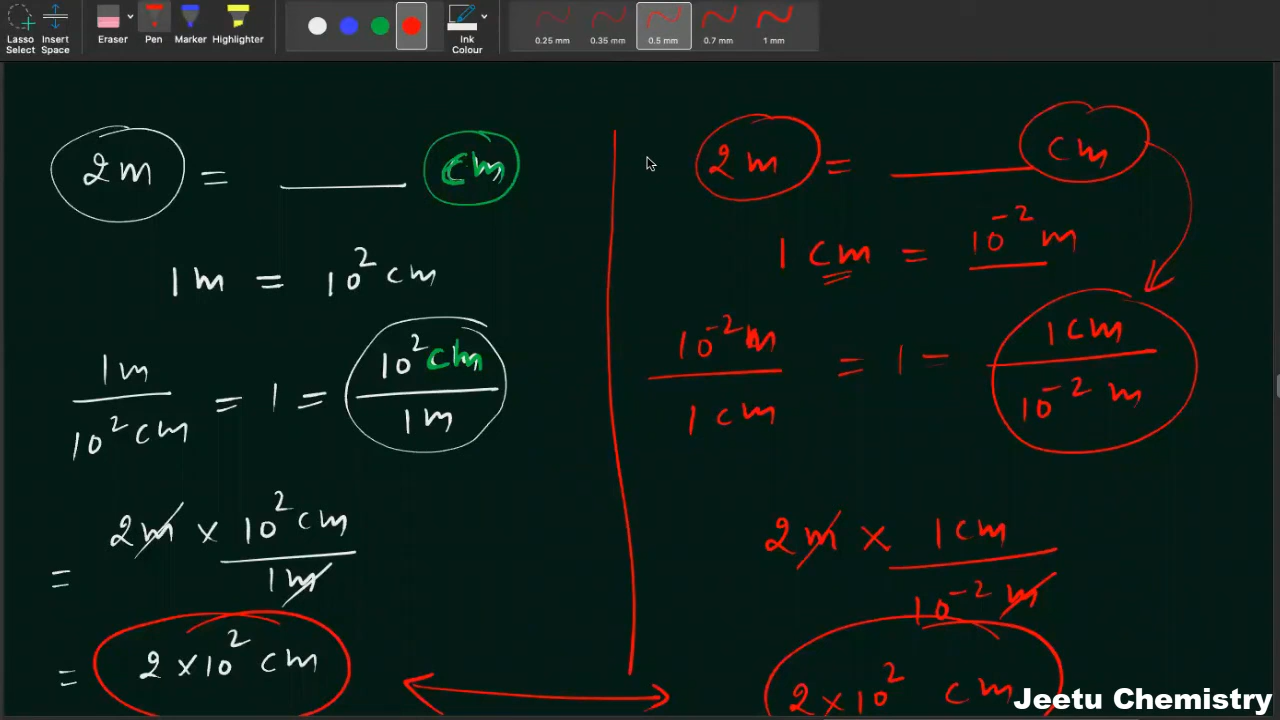 Lasso Select
Insert Space
Eraser
Pen
Marker
Highlighter
Ink Colour
0.25 mm
0.35 mm
0.5 mm
0.7 mm
1 mm
2m = ______ cm
1m = 10² cm
1m / 10² cm = 1 = 10² cm / 1m
= 2m × 10² cm / 1m
= 2 × 10² cm
2m = ______ cm
1 cm = 10⁻² m
10⁻² m / 1 cm = 1 = 1 cm / 10⁻² m
2m × 1 cm / 10⁻² m
2 × 10² cm
Jeetu Chemistry